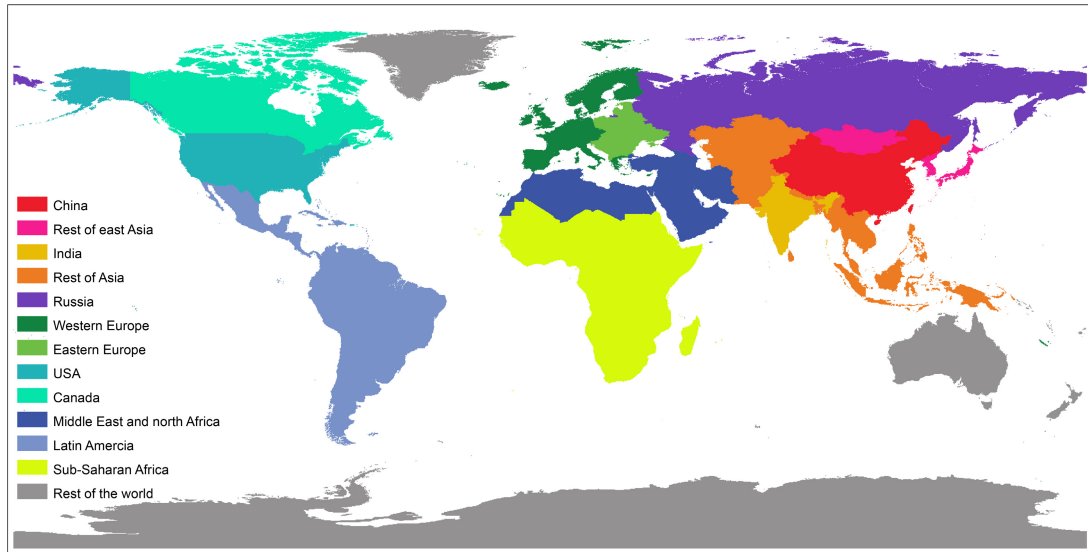 China
Rest of east Asia
India
Rest of Asia
Russia
Western Europe
Eastern Europe
USA
Canada
Middle East and north Africa
Latin Amercia
Sub-Saharan Africa
Rest of the world